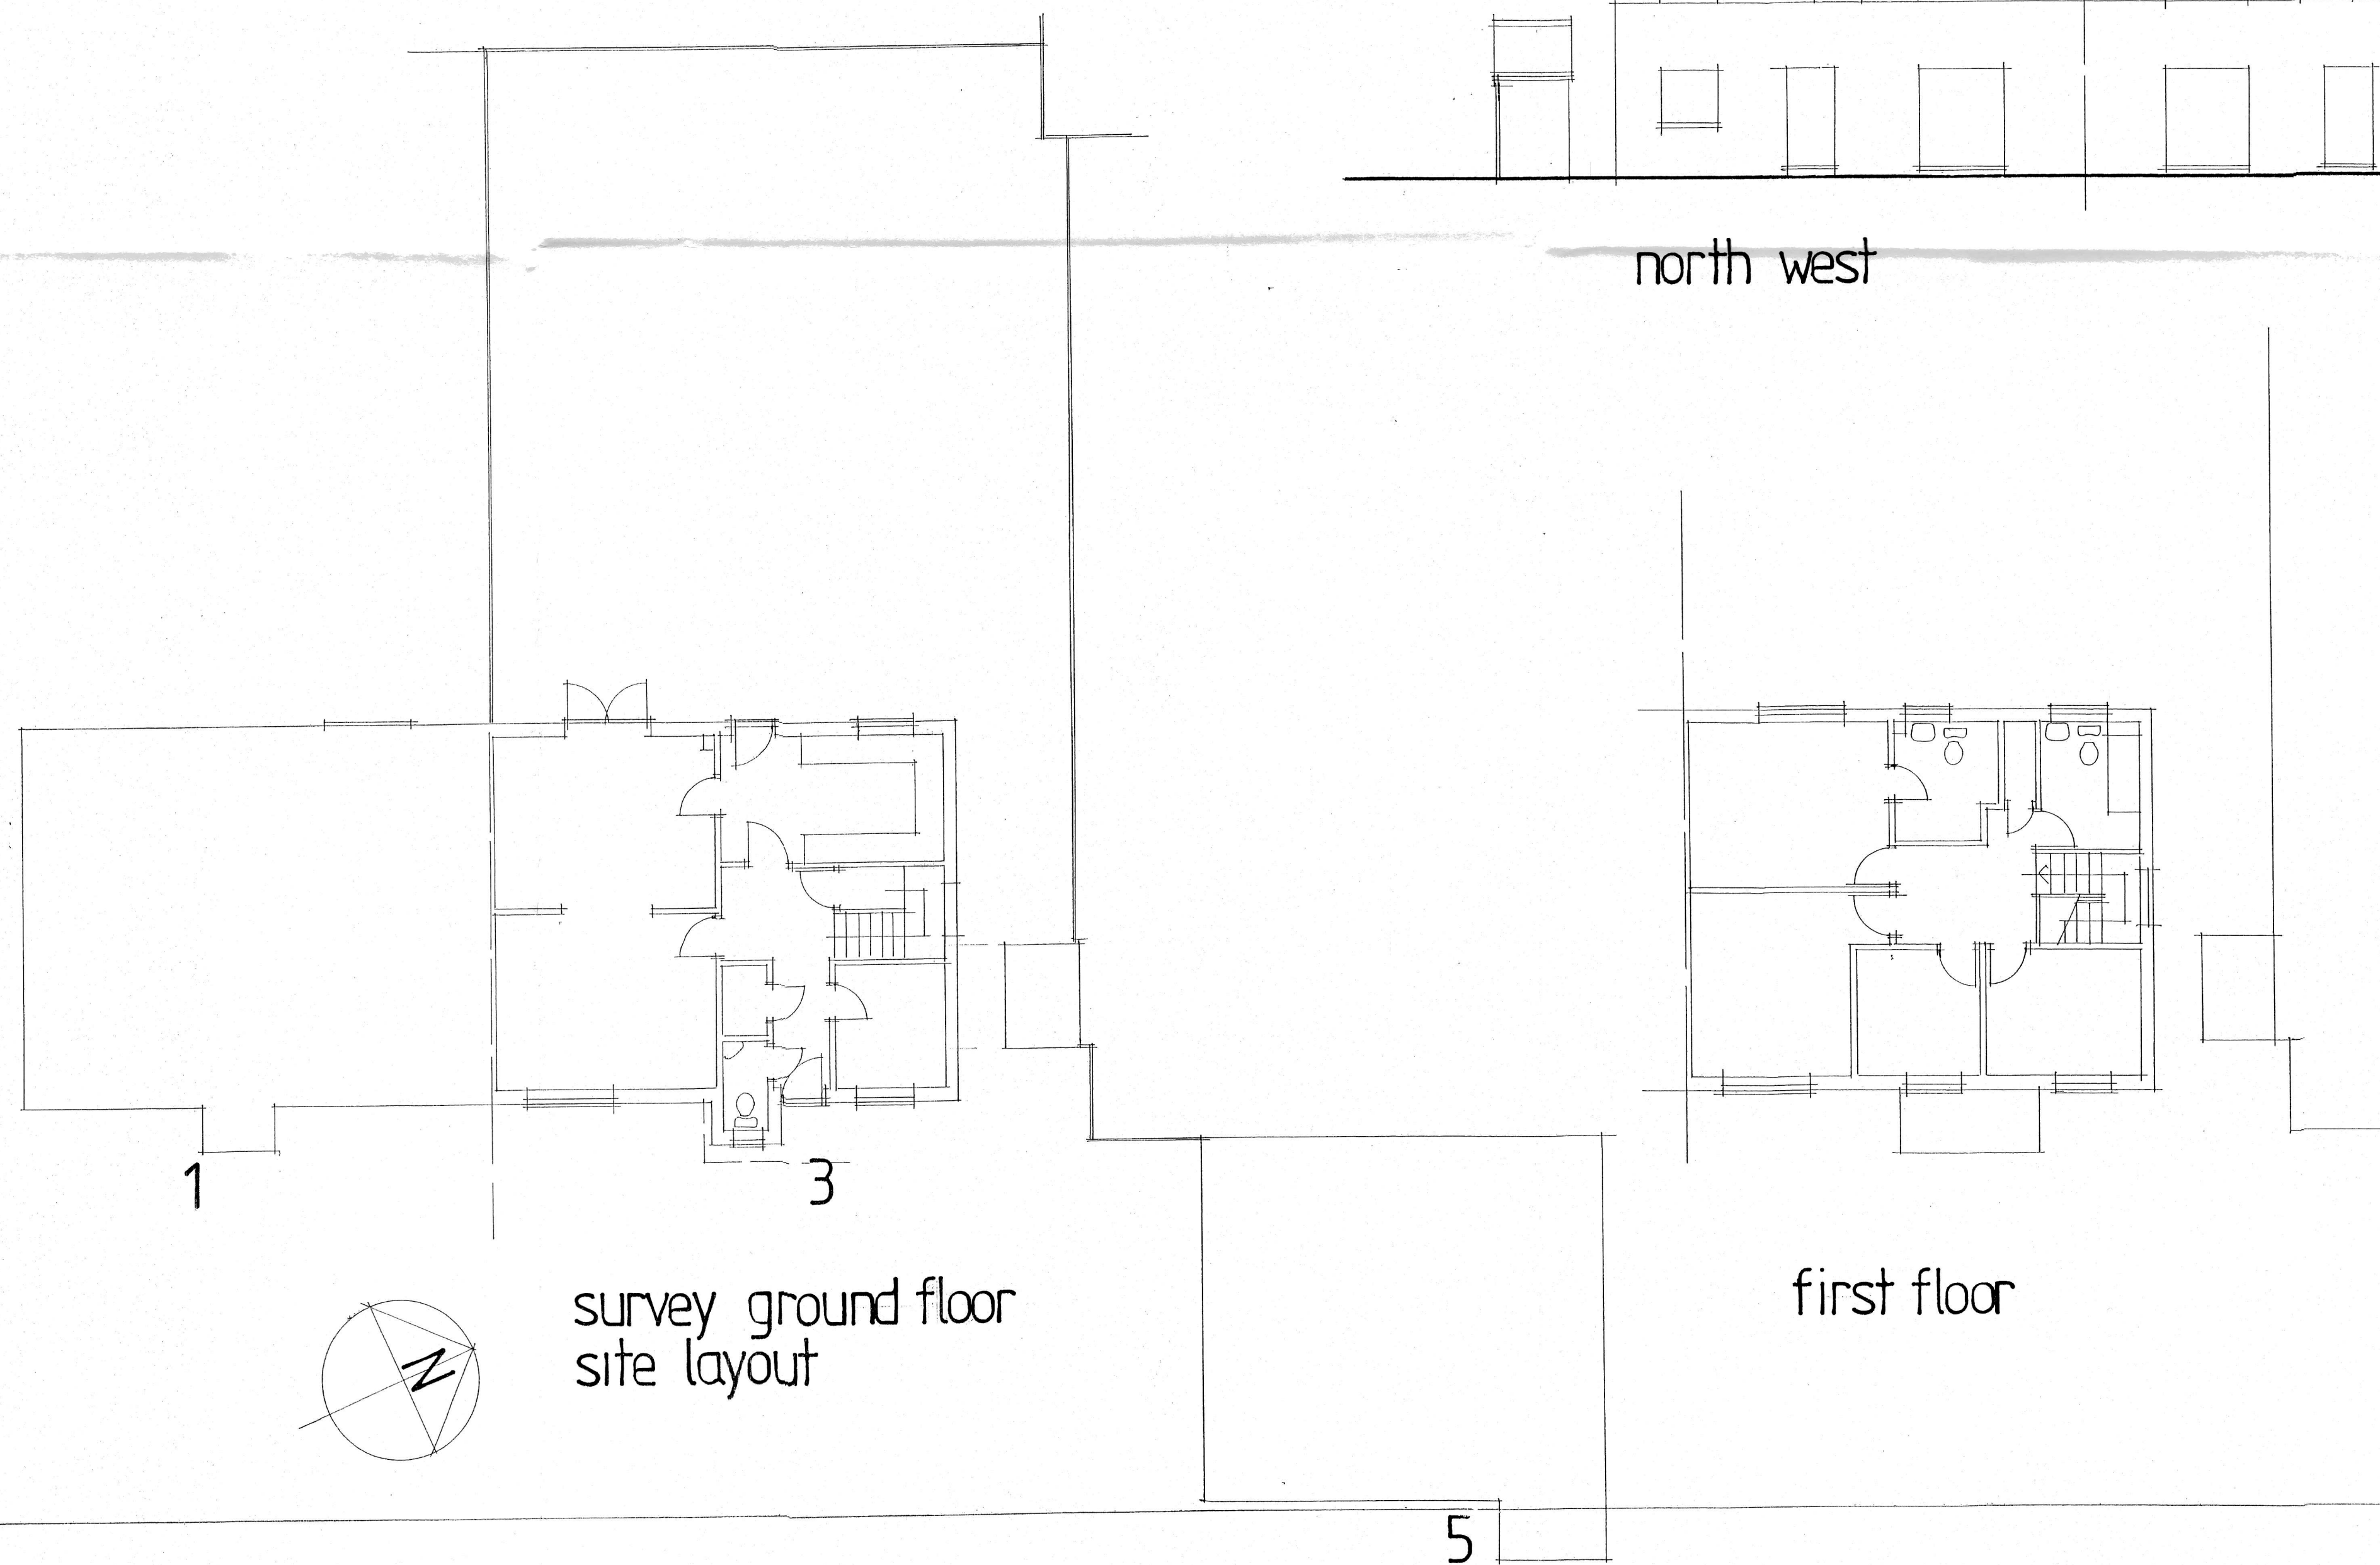 north west
1
3
survey ground floor
site layout
N
first floor
5